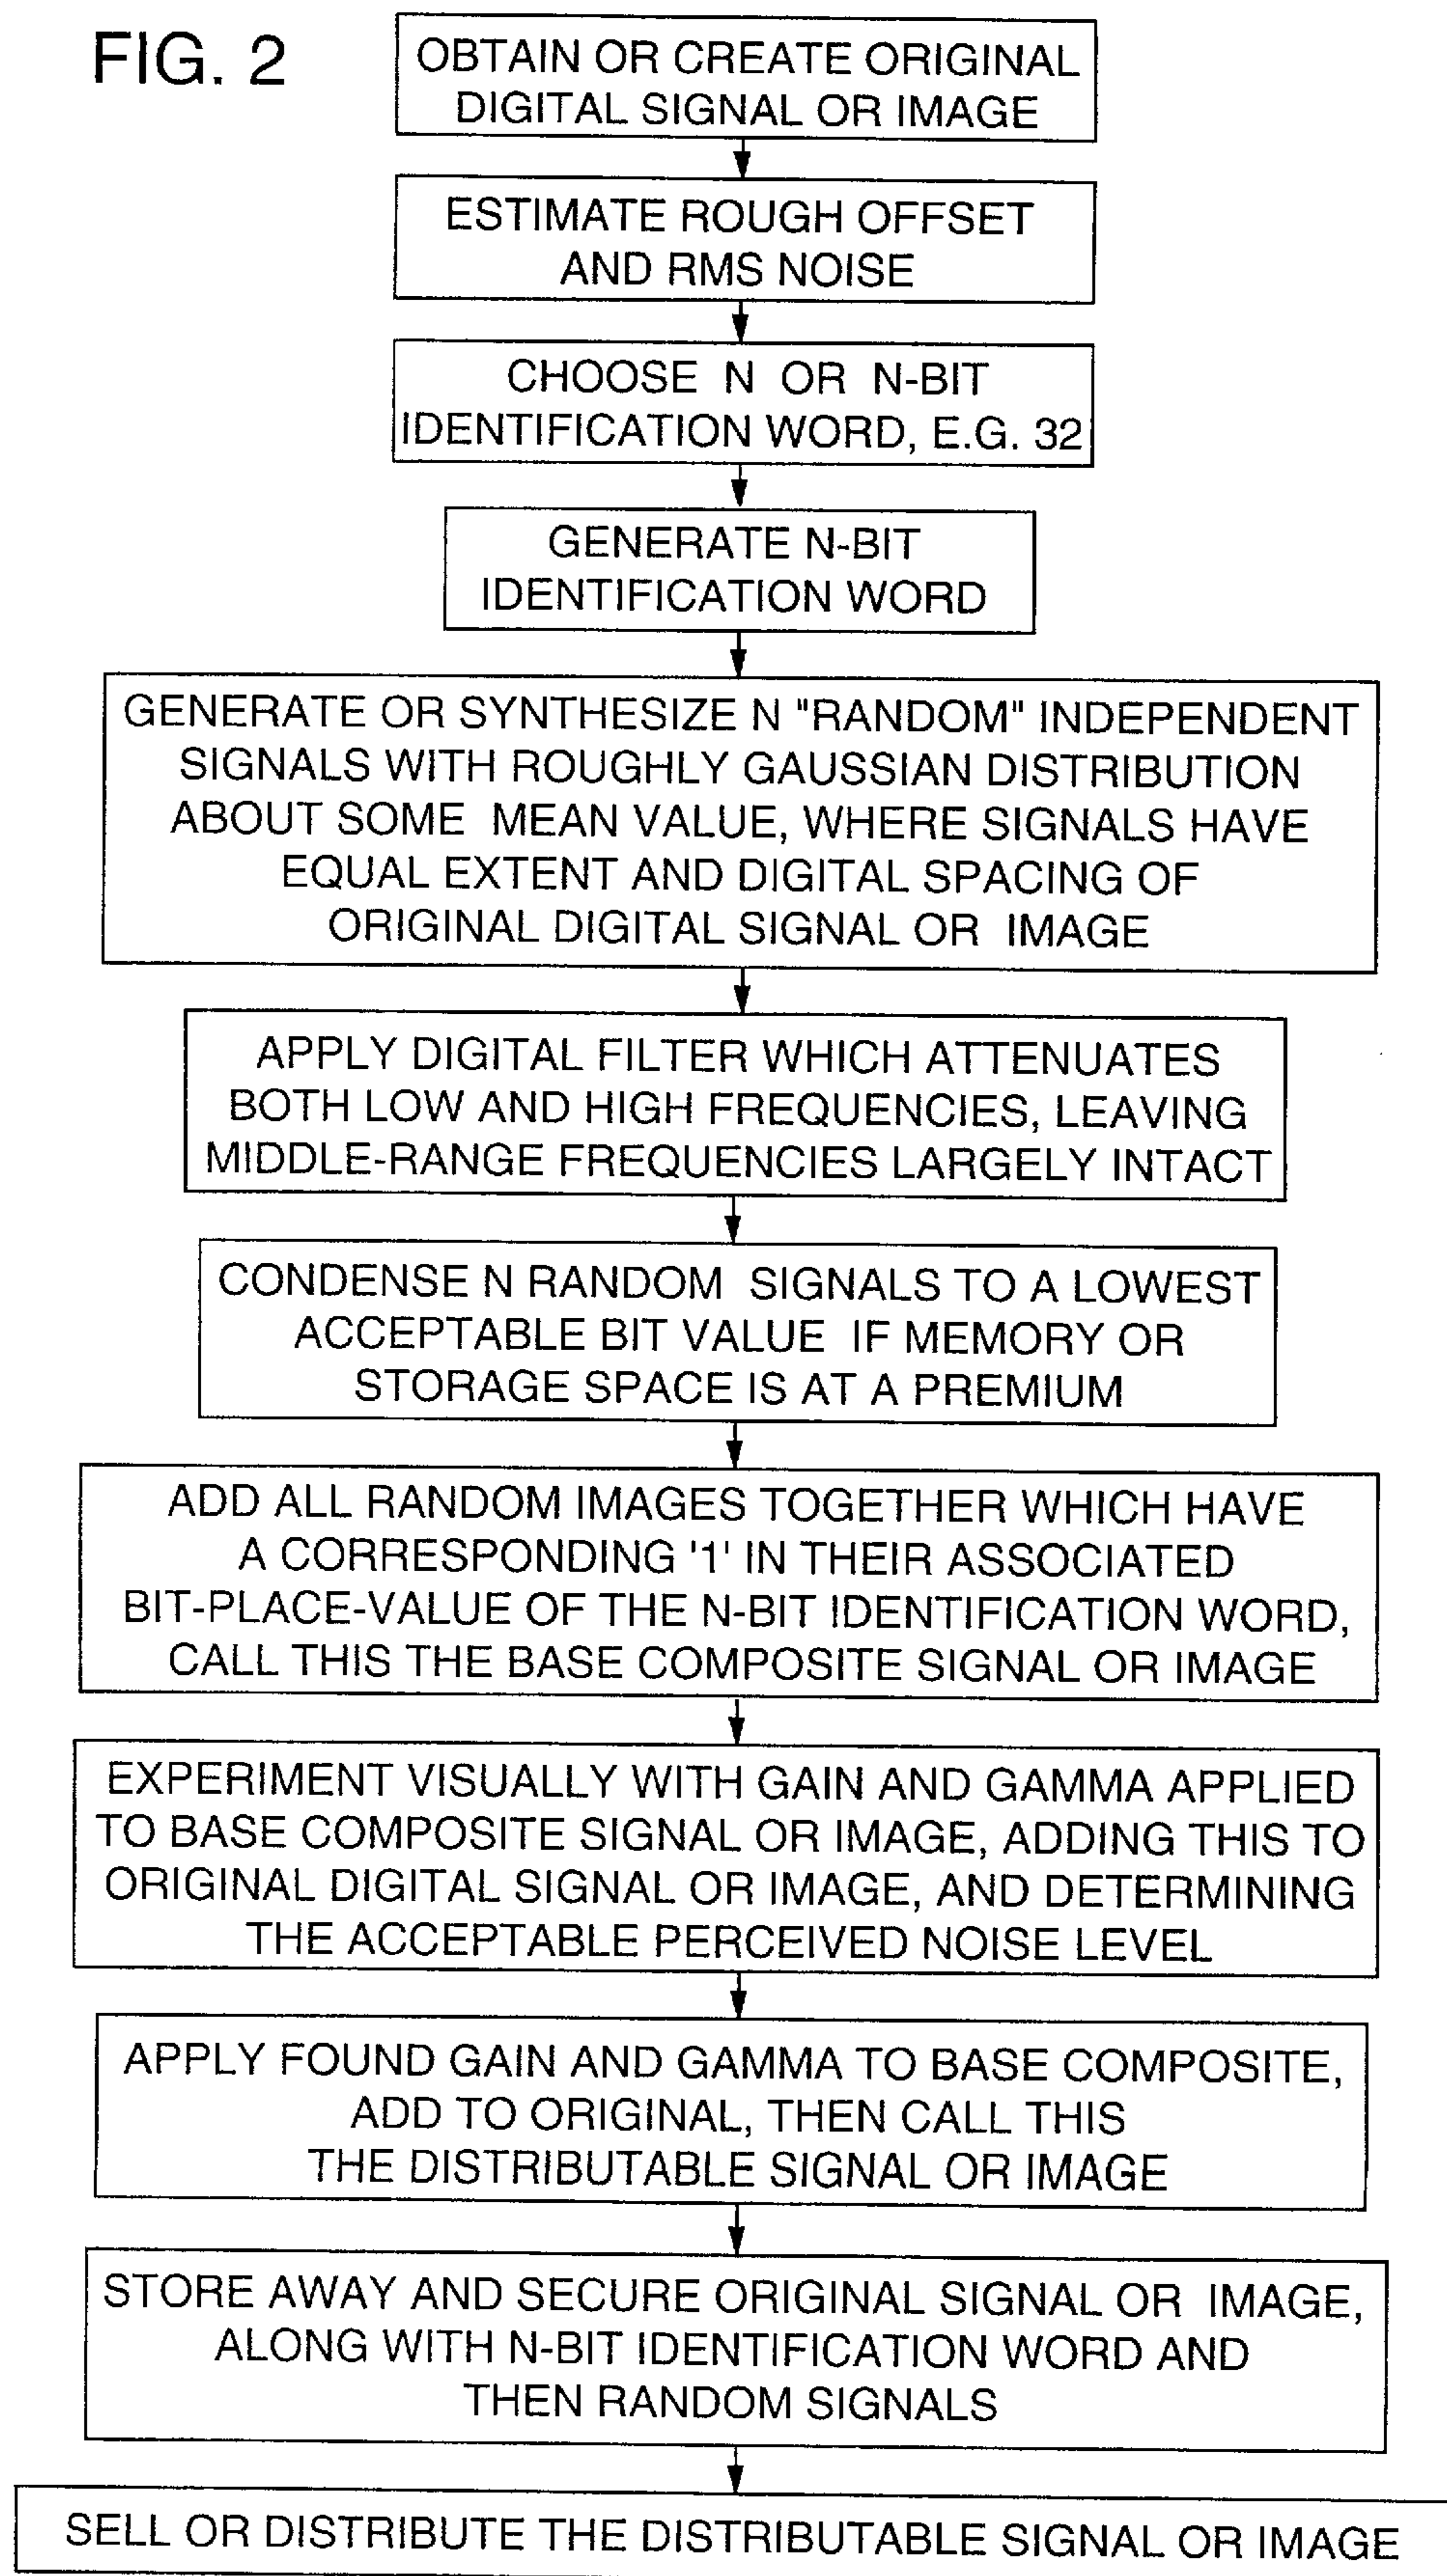 FIG. 2
OBTAIN OR CREATE ORIGINAL
DIGITAL SIGNAL OR IMAGE
ESTIMATE ROUGH OFFSET
AND RMS NOISE
CHOOSE N OR N-BIT
IDENTIFICATION WORD, E.G. 32
GENERATE N-BIT
IDENTIFICATION WORD
GENERATE OR SYNTHESIZE N "RANDOM" INDEPENDENT
SIGNALS WITH ROUGHLY GAUSSIAN DISTRIBUTION
ABOUT SOME MEAN VALUE, WHERE SIGNALS HAVE
EQUAL EXTENT AND DIGITAL SPACING OF
ORIGINAL DIGITAL SIGNAL OR IMAGE
APPLY DIGITAL FILTER WHICH ATTENUATES
BOTH LOW AND HIGH FREQUENCIES, LEAVING
MIDDLE-RANGE FREQUENCIES LARGELY INTACT
CONDENSE N RANDOM SIGNALS TO A LOWEST
ACCEPTABLE BIT VALUE IF MEMORY OR
STORAGE SPACE IS AT A PREMIUM
ADD ALL RANDOM IMAGES TOGETHER WHICH HAVE
A CORRESPONDING '1' IN THEIR ASSOCIATED
BIT-PLACE-VALUE OF THE N-BIT IDENTIFICATION WORD,
CALL THIS THE BASE COMPOSITE SIGNAL OR IMAGE
EXPERIMENT VISUALLY WITH GAIN AND GAMMA APPLIED
TO BASE COMPOSITE SIGNAL OR IMAGE, ADDING THIS TO
ORIGINAL DIGITAL SIGNAL OR IMAGE, AND DETERMINING
THE ACCEPTABLE PERCEIVED NOISE LEVEL
APPLY FOUND GAIN AND GAMMA TO BASE COMPOSITE,
ADD TO ORIGINAL, THEN CALL THIS
THE DISTRIBUTABLE SIGNAL OR IMAGE
STORE AWAY AND SECURE ORIGINAL SIGNAL OR IMAGE,
ALONG WITH N-BIT IDENTIFICATION WORD AND
THEN RANDOM SIGNALS
SELL OR DISTRIBUTE THE DISTRIBUTABLE SIGNAL OR IMAGE